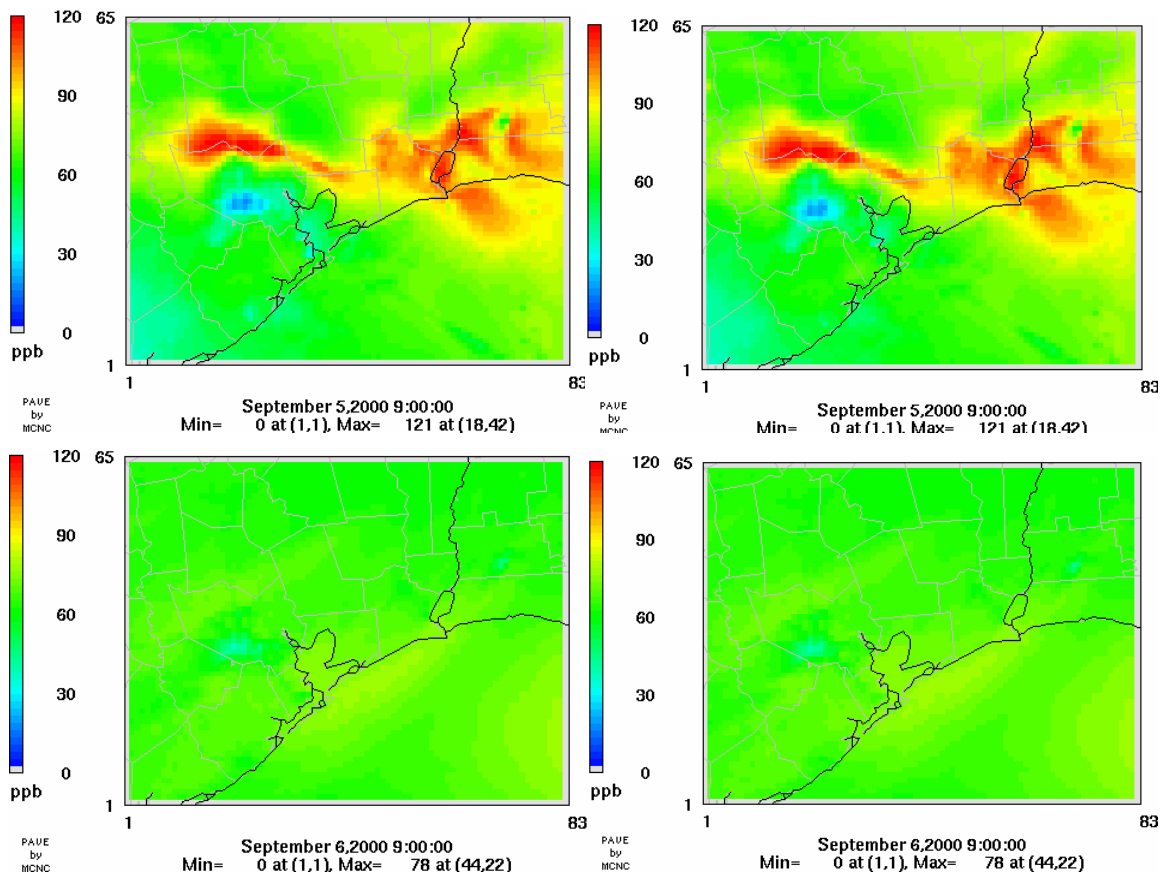 120
90
60
30
0
ppb
65
1
1
83
PAVE
by
MCNC
September 5,2000 9:00:00
Min= 0 at (1,1), Max= 121 at (18,42)
120
90
60
30
0
ppb
65
1
1
83
PAVE
by
MCNC
September 5,2000 9:00:00
Min= 0 at (1,1), Max= 121 at (18,42)
120
90
60
30
0
ppb
65
1
1
83
PAVE
by
MCNC
September 6,2000 9:00:00
Min= 0 at (1,1), Max= 78 at (44,22)
120
90
60
30
0
ppb
65
1
1
83
PAVE
by
MCNC
September 6,2000 9:00:00
Min= 0 at (1,1), Max= 78 at (44,22)